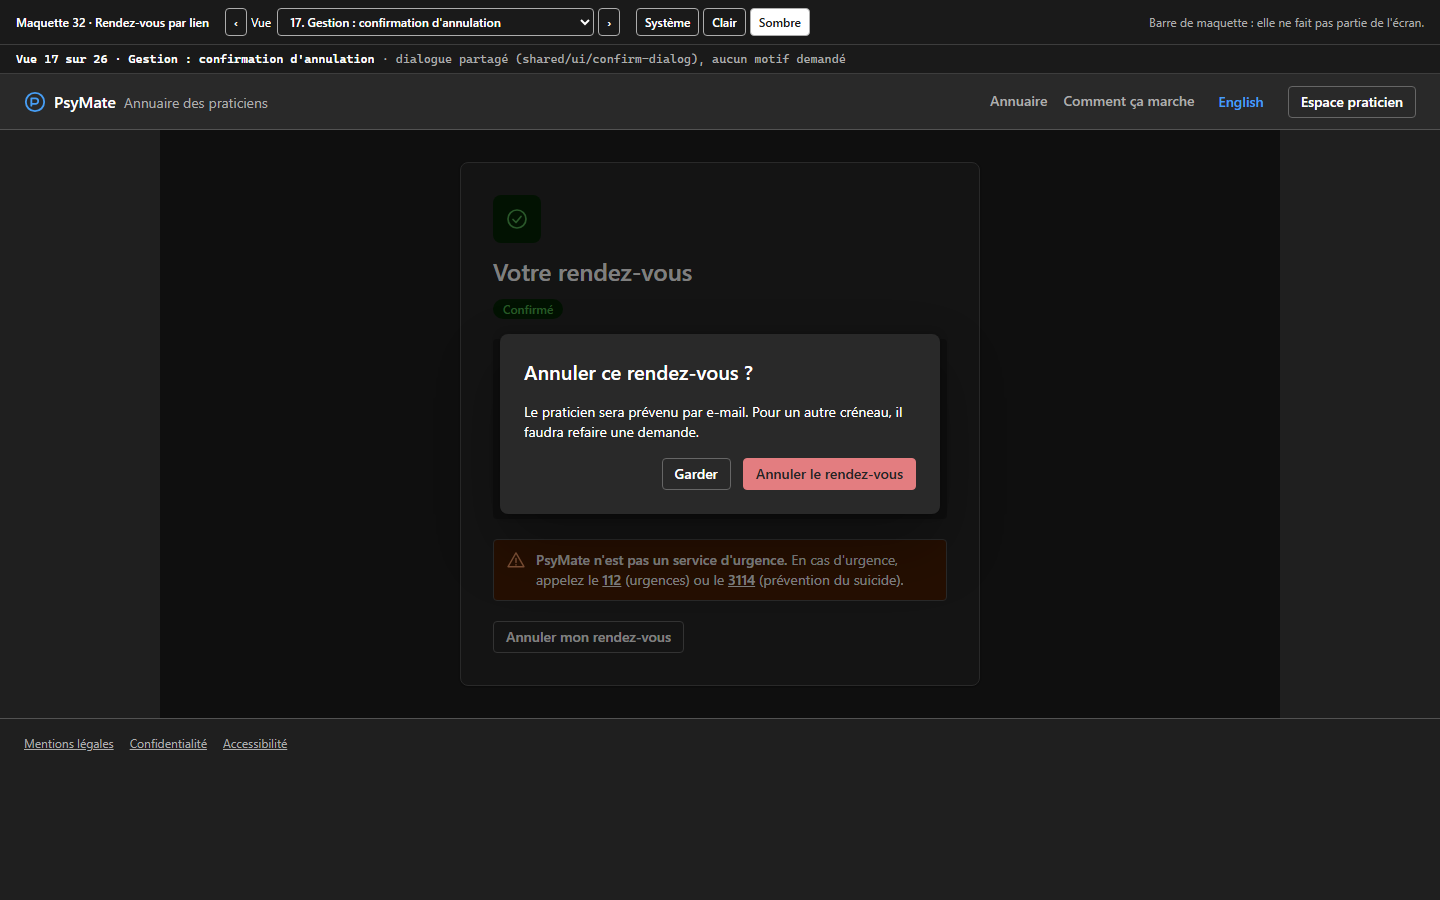 Maquette 32 · Rendez-vous par lien ‹ Vue 17. Gestion : confirmation d'annulation › Système Clair Sombre Barre de maquette : elle ne fait pas partie de l'écran.
Vue 17 sur 26 · Gestion : confirmation d'annulation · dialogue partagé (shared/ui/confirm-dialog), aucun motif demandé
PsyMate Annuaire des praticiens Annuaire Comment ça marche English Espace praticien
Votre rendez-vous
Confirmé
Annuler ce rendez-vous ?
Le praticien sera prévenu par e-mail. Pour un autre créneau, il
faudra refaire une demande.
Garder Annuler le rendez-vous
PsyMate n'est pas un service d'urgence. En cas d'urgence,
appelez le 112 (urgences) ou le 3114 (prévention du suicide).
Annuler mon rendez-vous
Mentions légales Confidentialité Accessibilité